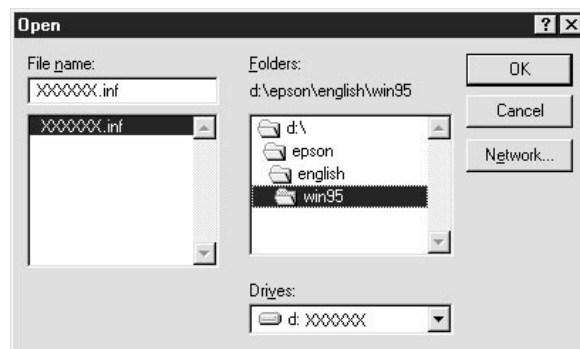 Open
File name:
XXXXXX.inf
XXXXXX.inf
Folders:
d:\epson\english\win95
d:\
epson
english
win95
Drives:
d: XXXXXX
OK
Cancel
Network...